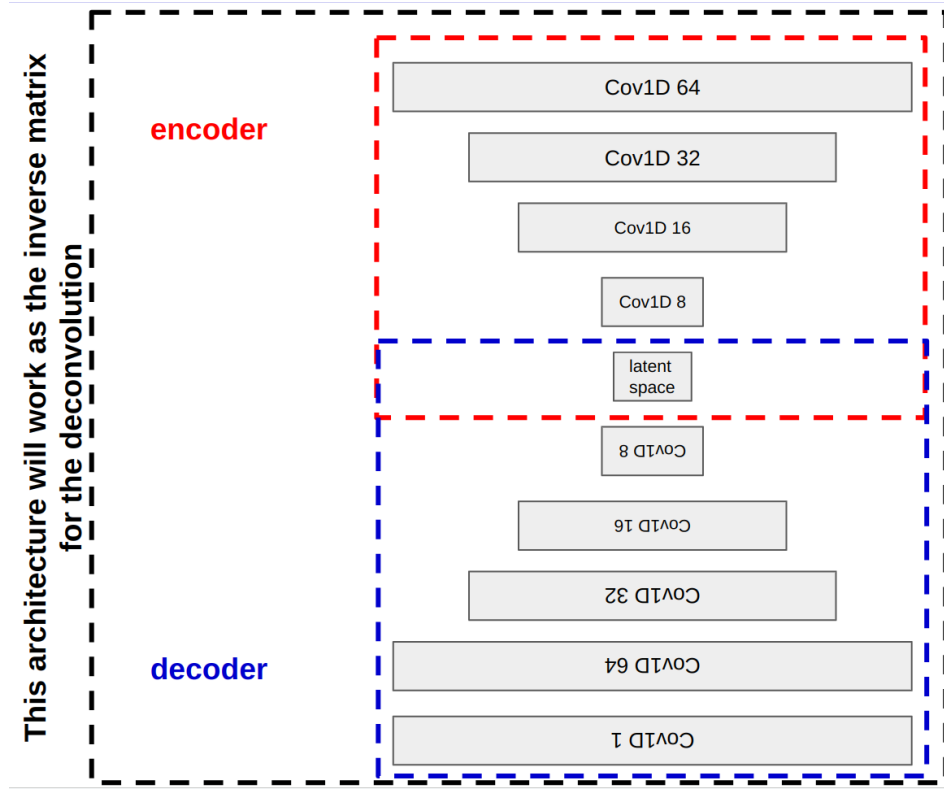 This architecture will work as the inverse matrix
for the deconvolution
encoder
Cov1D 64
Cov1D 32
Cov1D 16
Cov1D 8
latent
space
Cov1D 8
Cov1D 16
Cov1D 32
Cov1D 64
Cov1D 1
decoder